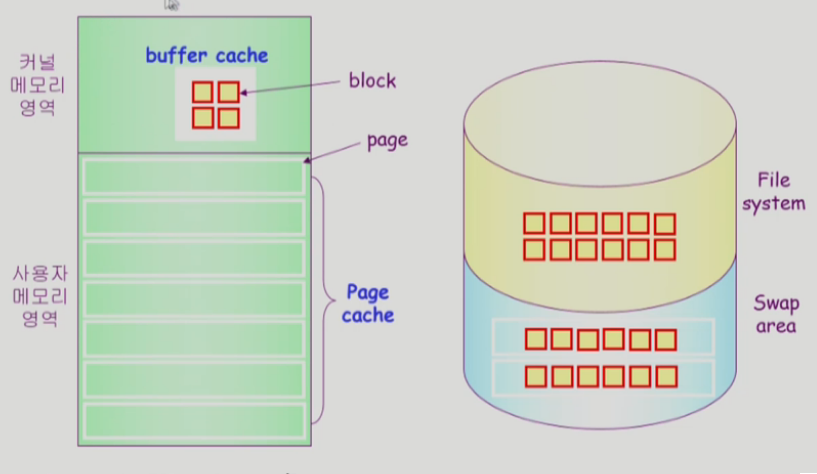 커널
메모리
영역
buffer cache
block
page
사용자
메모리
영역
Page
cache
File
system
Swap
area